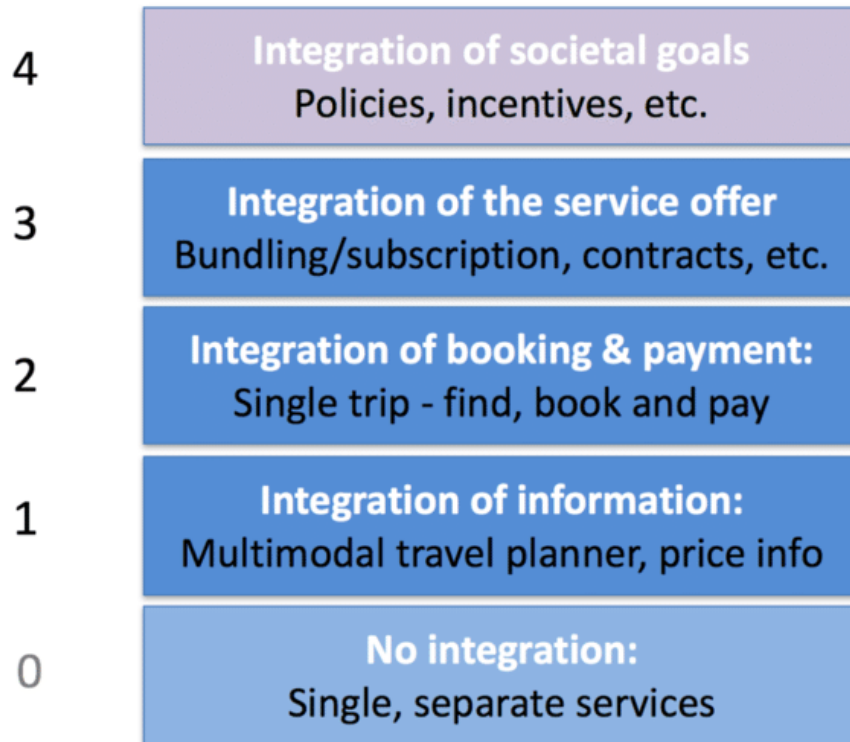 4
Integration of societal goals
Policies, incentives, etc.
3
Integration of the service offer
Bundling/subscription, contracts, etc.
2
Integration of booking & payment:
Single trip - find, book and pay
1
Integration of information:
Multimodal travel planner, price info
0
No integration:
Single, separate services